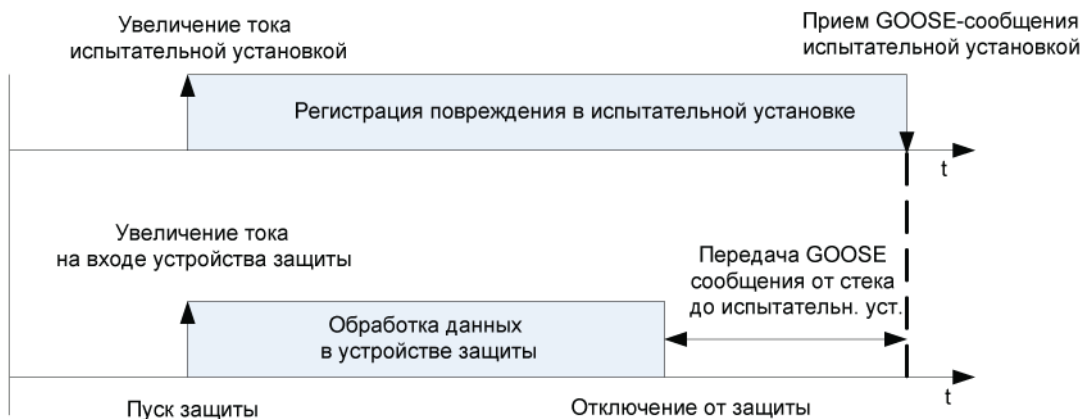 Увеличение тока
испытательной установкой
Прием GOOSE-сообщения
испытательной установкой
Регистрация повреждения в испытательной установке
t
Увеличение тока
на входе устройства защиты
Передача GOOSE
сообщения от стека
до испытательн. уст.
Обработка данных
в устройстве защиты
t
Пуск защиты
Отключение от защиты